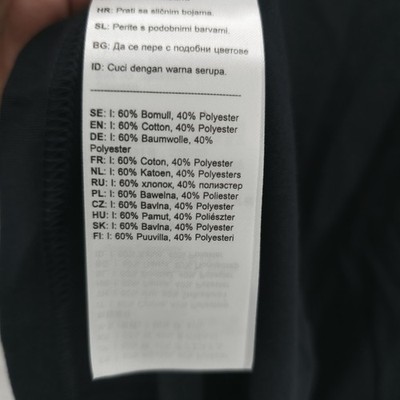 HR: Prati sa sličnim bojama.
SL: Perite s podobnimi barvami.
BG: Да се пере с подобни цветове
ID: Cuci dengan warna serupa.
SE: I: 60% Bomull, 40% Polyester
EN: I: 60% Cotton, 40% Polyester
DE: I: 60% Baumwolle, 40%
Polyester
FR: I: 60% Coton, 40% Polyester
NL: I: 60% Katoen, 40% Polyesters
RU: I: 60% хлопок, 40% полиэстер
PL: I: 60% Bawełna, 40% Poliester
CZ: I: 60% Bavlna, 40% Polyester
HU: I: 60% Pamut, 40% Poliészter
SK: I: 60% Bavlna, 40% Polyester
FI: I: 60% Puuvilla, 40% Polyesteri